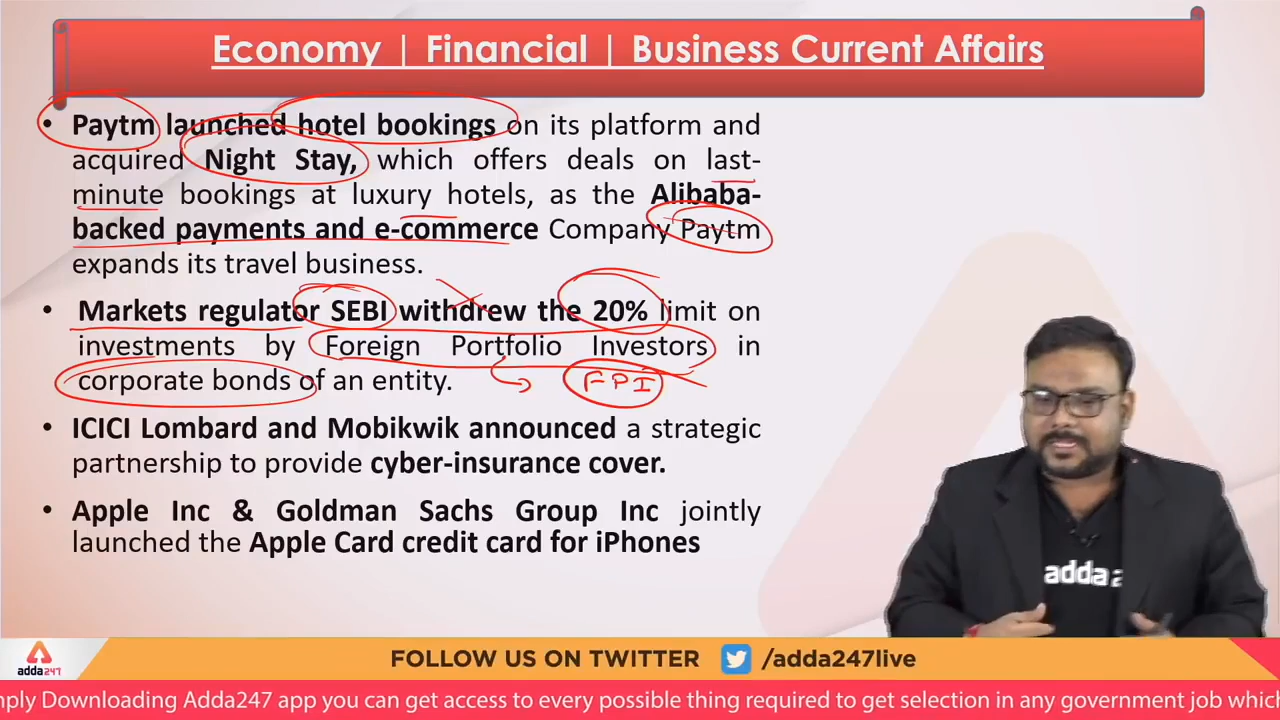 Economy | Financial | Business Current Affairs
• Paytm launched hotel bookings on its platform and
acquired Night Stay, which offers deals on last-
minute bookings at luxury hotels, as the Alibaba-
backed payments and e-commerce Company Paytm
expands its travel business.
• Markets regulator SEBI withdrew the 20% limit on
investments by Foreign Portfolio Investors in
corporate bonds of an entity.
FPI
• ICICI Lombard and Mobikwik announced a strategic
partnership to provide cyber-insurance cover.
• Apple Inc & Goldman Sachs Group Inc jointly
launched the Apple Card credit card for iPhones
adda
adda247
FOLLOW US ON TWITTER /adda247live
mply Downloading Adda247 app you can get access to every possible thing required to get selection in any government job whic